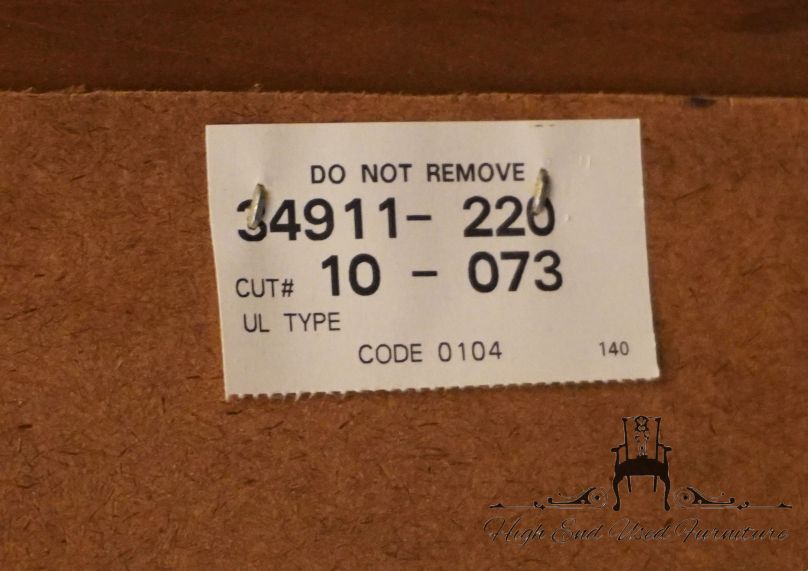 DO NOT REMOVE
34911- 220
CUT# 10 - 073
UL TYPE
CODE 0104 140
High End Used Furniture